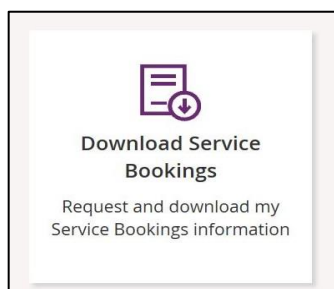 Download Service
Bookings
Request and download my
Service Bookings information